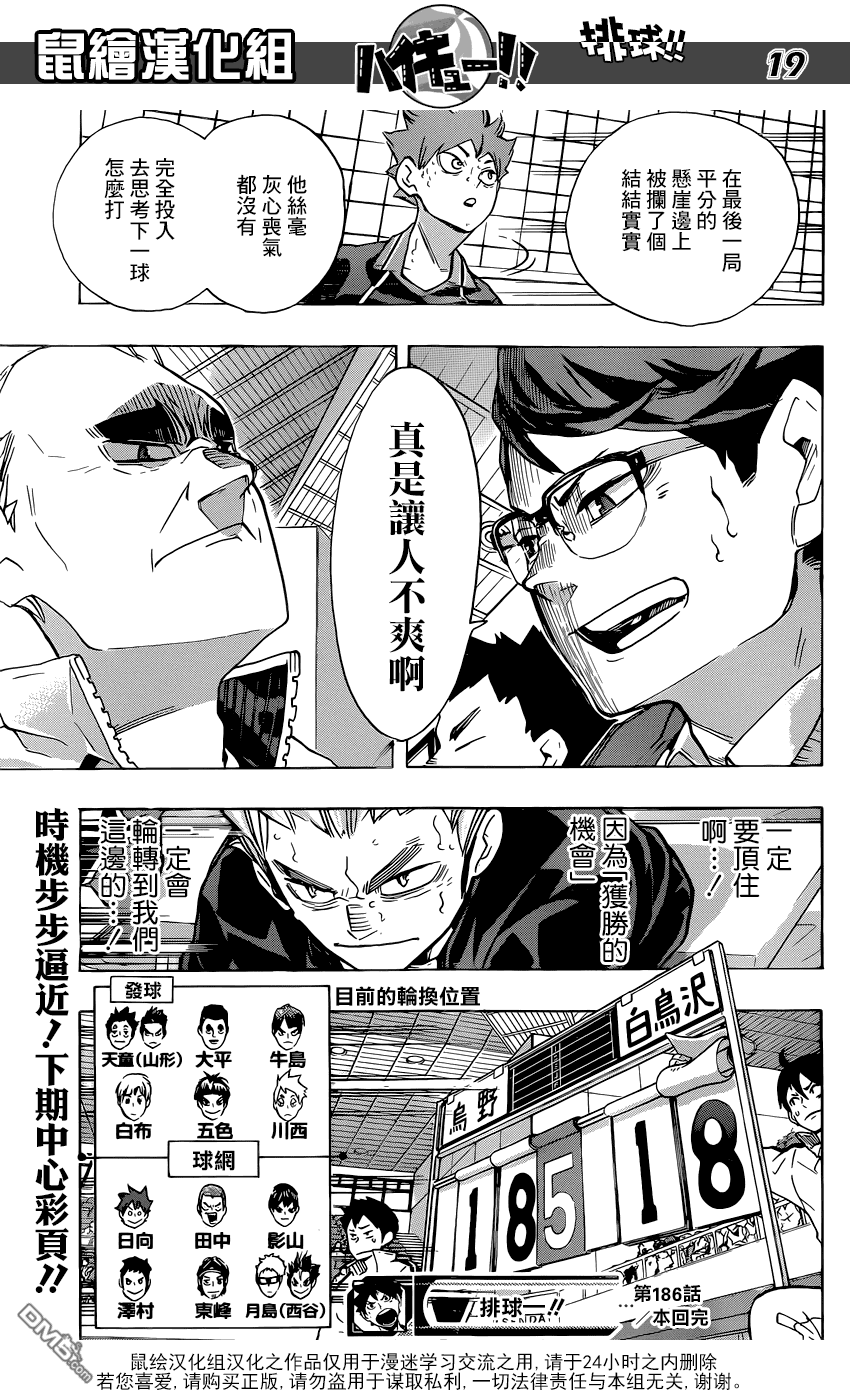 鼠繪漢化組
ハイキュー!!
排球!!
19
在最後一局
平分的
懸崖邊上
被攔了個
結結實實
他絲毫
灰心喪氣
都沒有
完全投入
去思考下一球
怎麼打
真是讓人不爽啊
一定
要頂住
啊…！
因為「獲勝的
機會」
一定會
輪轉到我們
這邊的…！
時機步步逼近！下期中心彩頁!!
目前的輪換位置
發球
天童(山形)
大平
牛島
白布
五色
川西
球網
日向
田中
影山
澤村
東峰
月島(西谷)
烏野
白鳥沢
18
5
18
排球—!!
…
第186話
／本回完
DM5.com
鼠绘汉化组汉化之作品仅用于漫迷学习交流之用，请于24小时之内删除
若您喜爱，请购买正版，请勿盗用于谋取私利，一切法律责任与本组无关，谢谢。